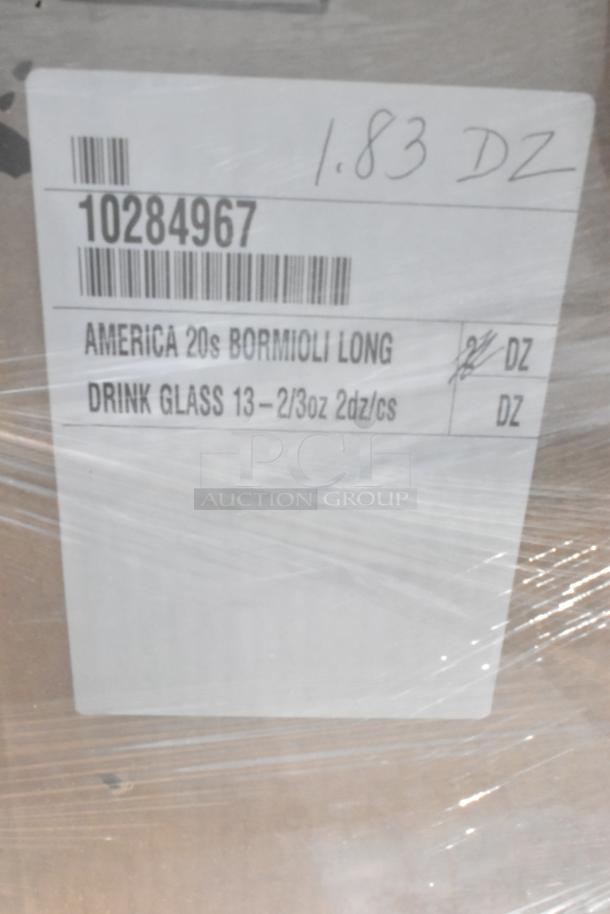 1.83 DZ
10284967
AMERICA 20s BORMIOLI LONG DZ
DRINK GLASS 13-2/3oz 2dz/cs DZ
PCI
AUCTION GROUP